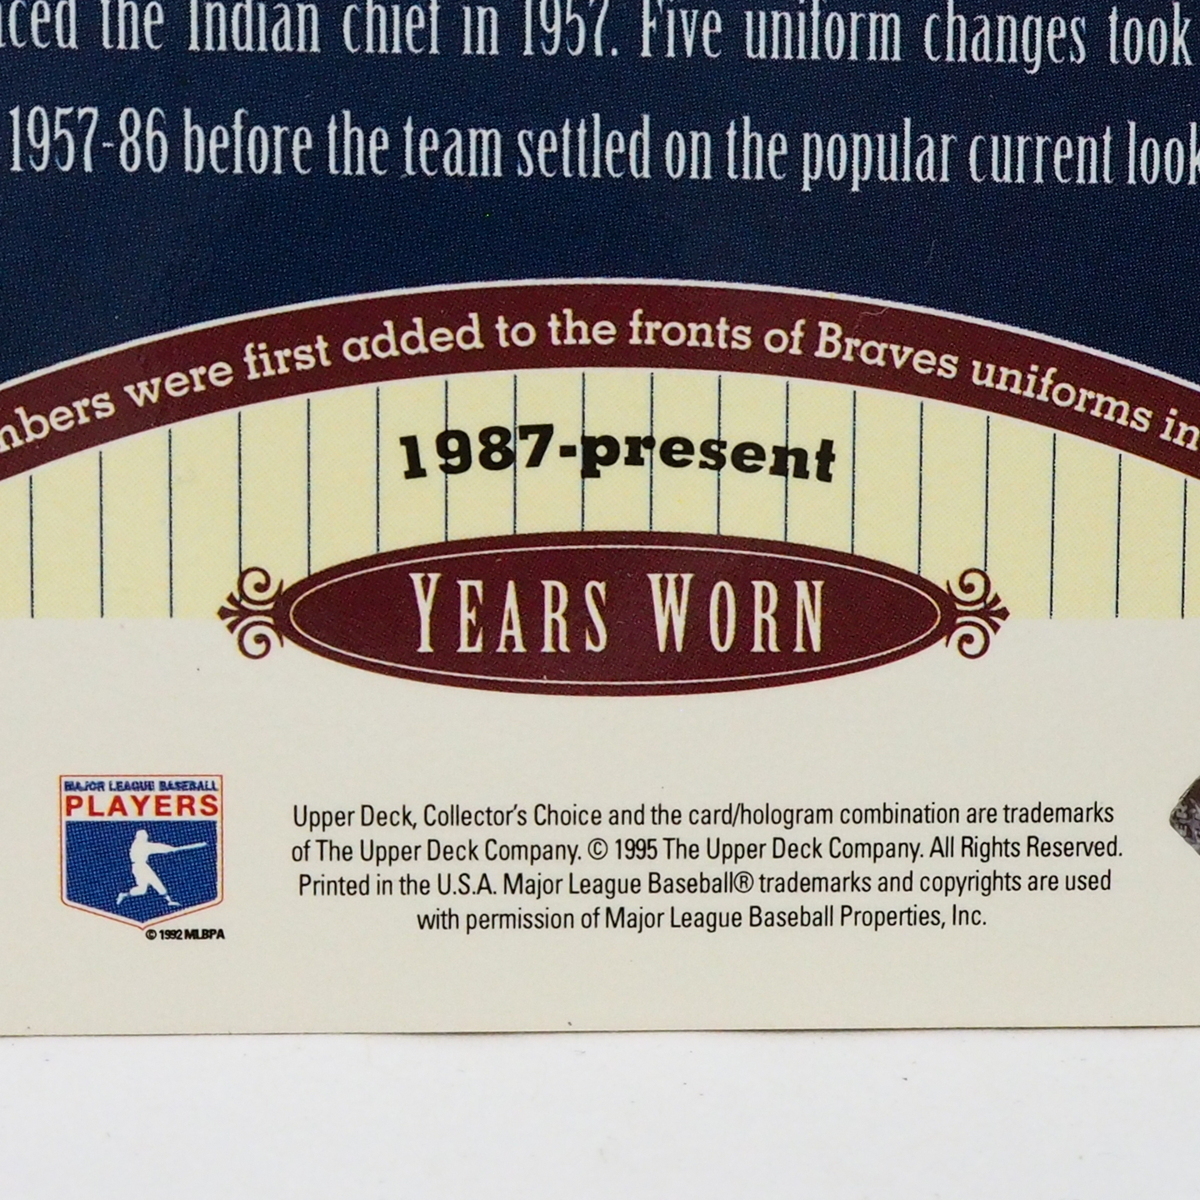 the Indian chief in 1957. Five uniform changes took
1957-86 before the team settled on the popular current look
were first added to the fronts of Braves uniforms in
1987-present
YEARS WORN
MAJOR LEAGUE BASEBALL
PLAYERS
© 1992 MLBPA
Upper Deck, Collector's Choice and the card/hologram combination are trademarks
of The Upper Deck Company. © 1995 The Upper Deck Company. All Rights Reserved.
Printed in the U.S.A. Major League Baseball® trademarks and copyrights are used
with permission of Major League Baseball Properties, Inc.